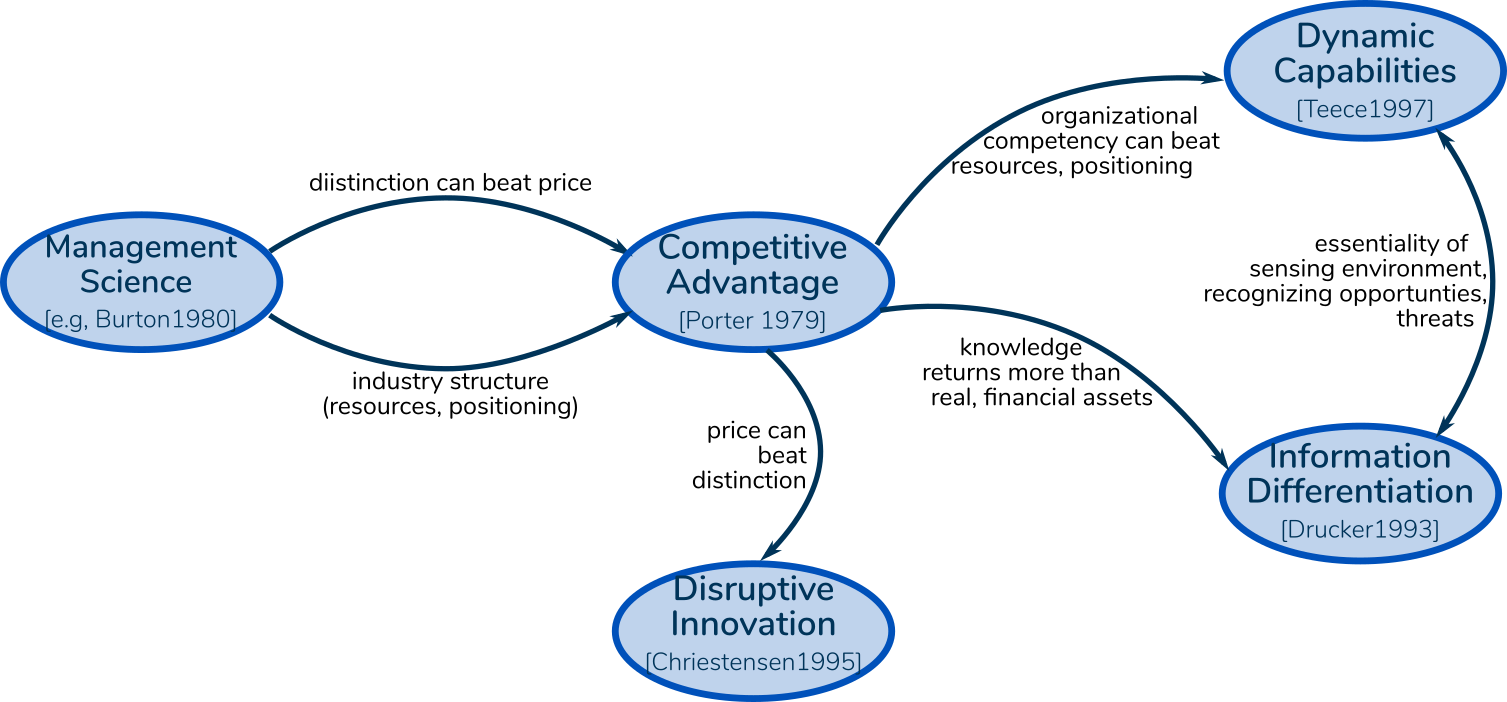 Dynamic
Capabilities
[Teece1997]
organizational
competency can beat
resources, positioning
diistinction can beat price
Management
Science
[e.g, Burton1980]
Competitive
Advantage
[Porter 1979]
essentiality of
sensing environment,
recognizing opportunties,
threats
industry structure
(resources, positioning)
knowledge
returns more than
real, financial assets
price can
beat
distinction
Information
Differentiation
[Drucker1993]
Disruptive
Innovation
[Chriestensen1995]